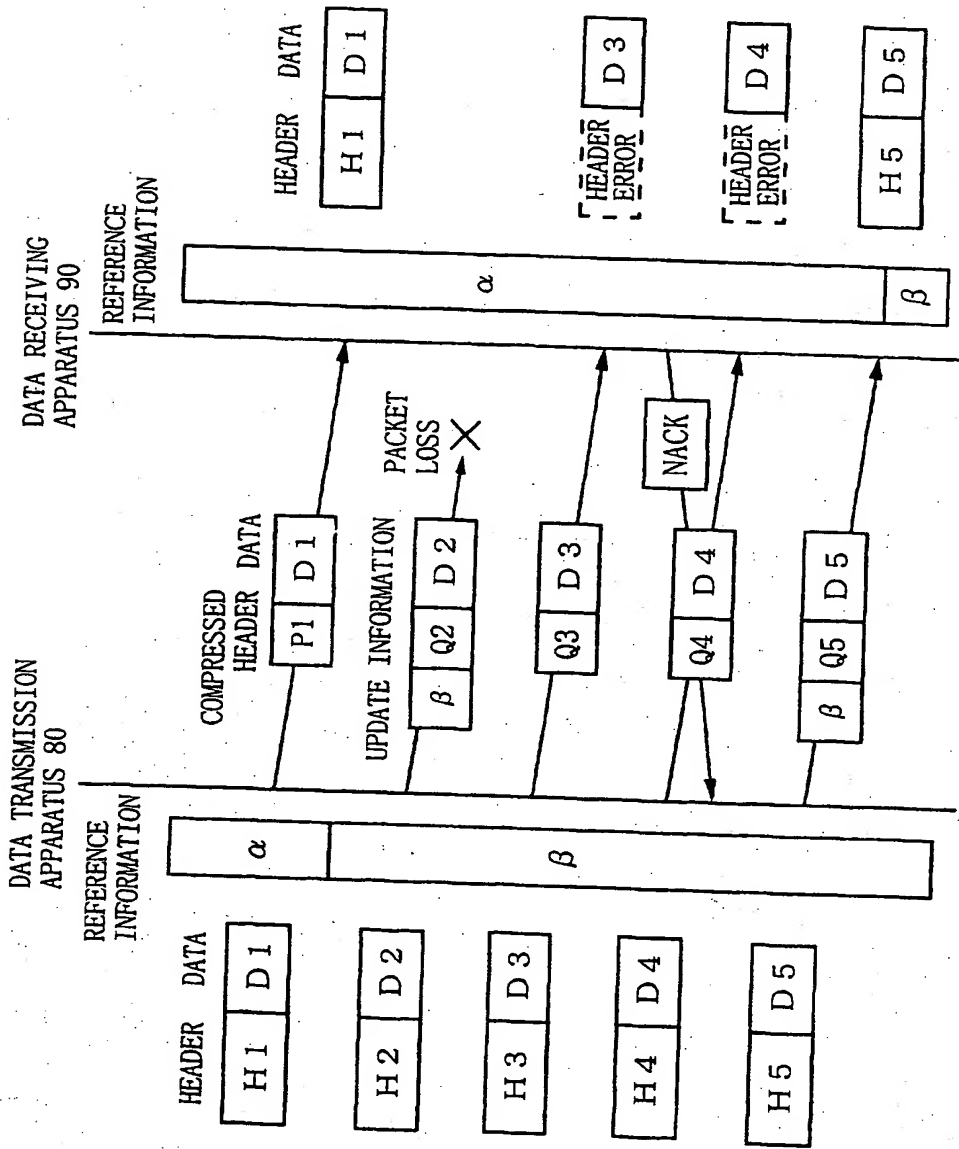 DATA TRANSMISSION
APPARATUS 80
DATA RECEIVING
APPARATUS 90
HEADER DATA
REFERENCE
INFORMATION
COMPRESSED
HEADER DATA
REFERENCE
INFORMATION
HEADER DATA
H1 D1
α
P1 D1
α
H1 D1
H2 D2
β
UPDATE INFORMATION
β Q2 D2
PACKET
LOSS
H3 D3
Q3 D3
HEADER
ERROR
D3
H4 D4
Q4 D4
NACK
HEADER
ERROR
D4
H5 D5
β Q5 D5
β
H5 D5